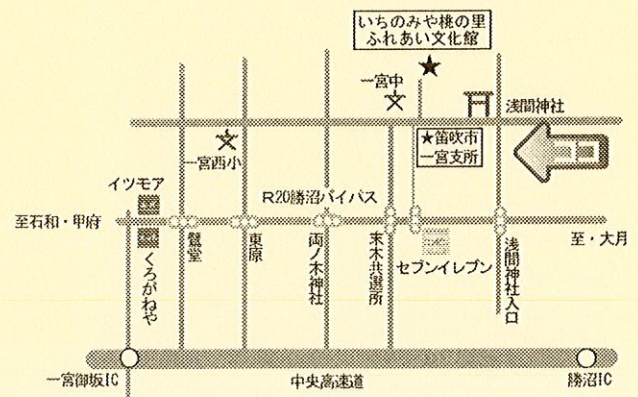 いちのみや桃の里
ふれあい文化館
一宮中
浅間神社
★笛吹市
一宮支所
一宮西小
イツモア
R20勝沼バイパス
至石和・甲府
至・大月
くろがねや
鷺堂
東原
両ノ木神社
末木共選所
セブンイレブン
浅間神社入口
一宮御坂IC
中央高速道
勝沼IC